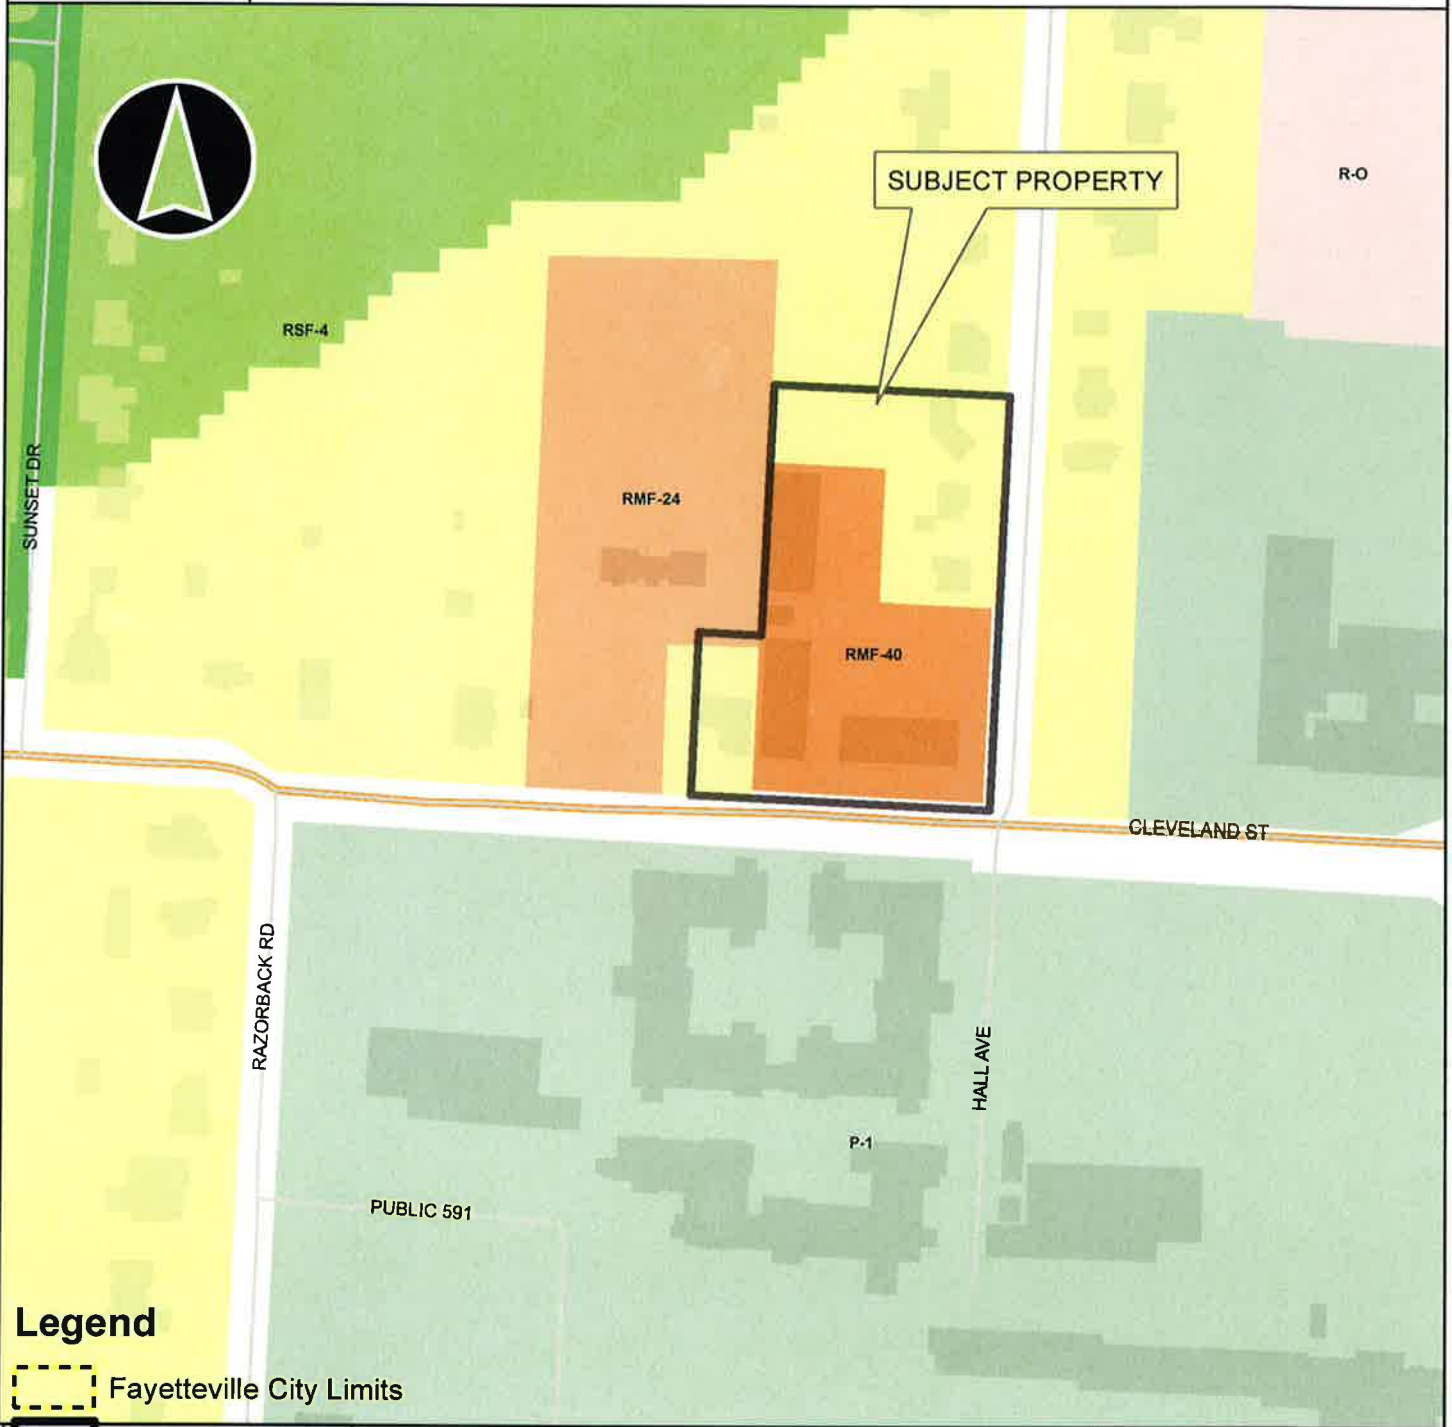 SUBJECT PROPERTY
R-O
RSF-4
SUNSET DR
RMF-24
RMF-40
CLEVELAND ST
RAZORBACK RD
HALL AVE
P-1
PUBLIC 591
Legend
Fayetteville City Limits